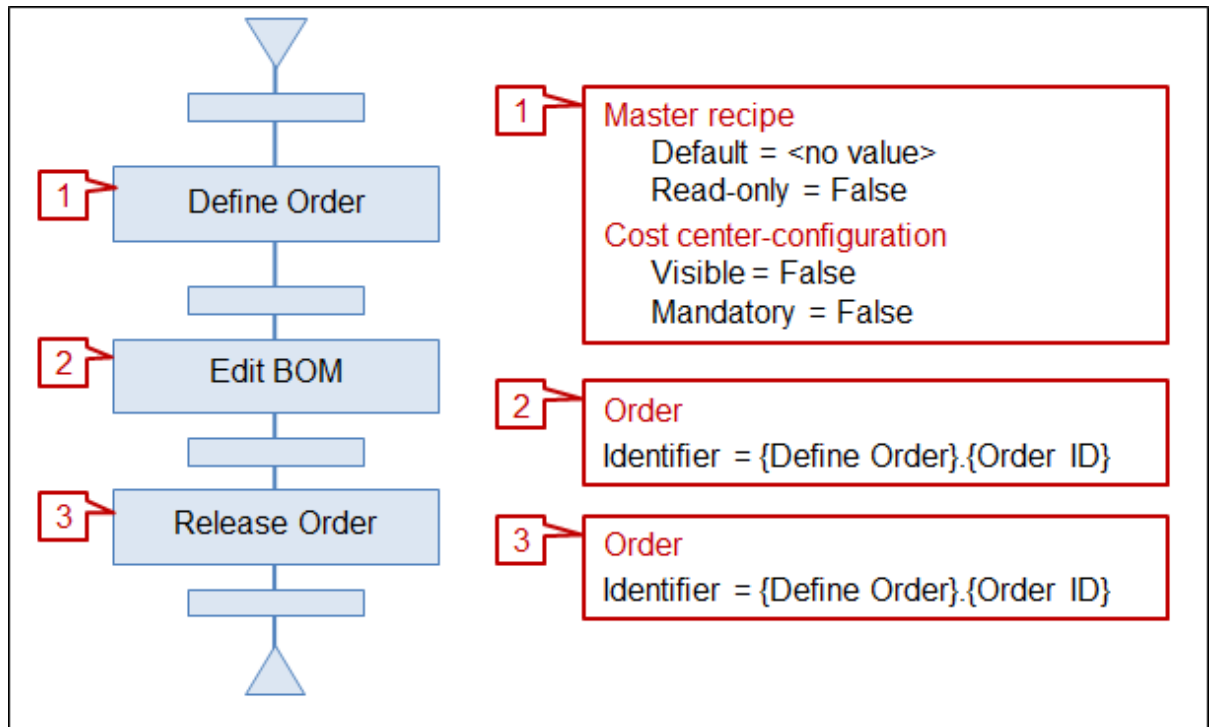 1
Define Order
2
Edit BOM
3
Release Order
1
Master recipe
Default = <no value>
Read-only = False
Cost center-configuration
Visible = False
Mandatory = False
2
Order
Identifier = {Define Order}.{Order ID}
3
Order
Identifier = {Define Order}.{Order ID}